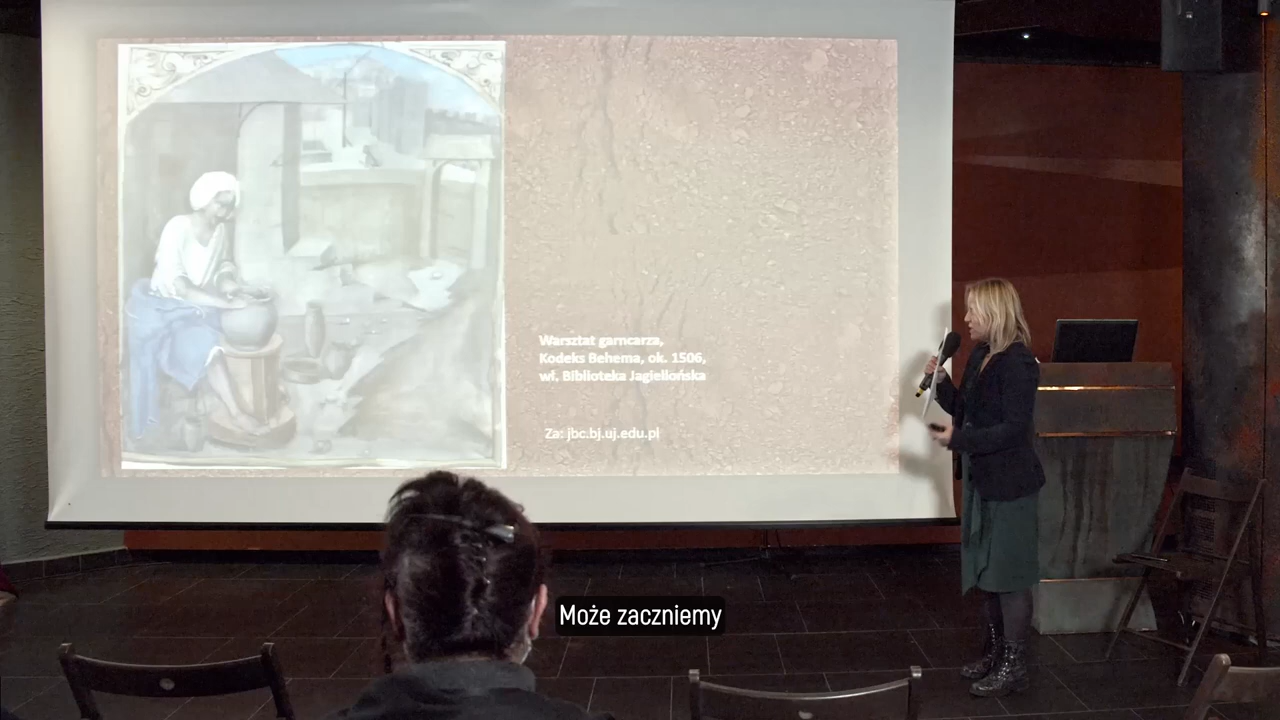 Warsztat garncarza,
Kodeks Behema, ok. 1506,
wł. Biblioteka Jagiellońska
Za: jbc.bj.uj.edu.pl
Może zaczniemy